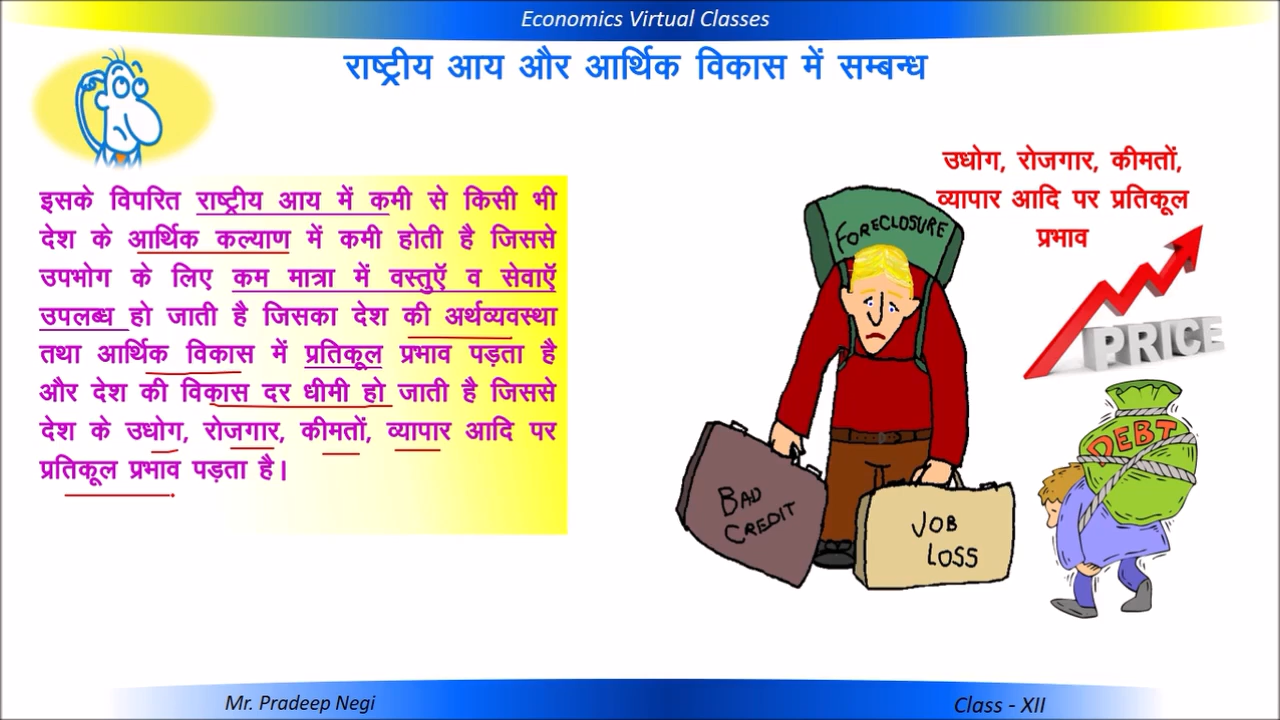 Economics Virtual Classes
राष्ट्रीय आय और आर्थिक विकास में सम्बन्ध
इसके विपरित राष्ट्रीय आय में कमी से किसी भी
देश के आर्थिक कल्याण में कमी होती है जिससे
उपभोग के लिए कम मात्रा में वस्तुऍ व सेवाऍ
उपलब्ध हो जाती है जिसका देश की अर्थव्यवस्था
तथा आर्थिक विकास में प्रतिकूल प्रभाव पड़ता है
और देश की विकास दर धीमी हो जाती है जिससे
देश के उधोग, रोजगार, कीमतों, व्यापार आदि पर
प्रतिकूल प्रभाव पड़ता है।
उधोग, रोजगार, कीमतों,
व्यापार आदि पर प्रतिकूल
प्रभाव
FORECLOSURE
PRICE
DEBT
BAD
CREDIT
JOB
LOSS
Mr. Pradeep Negi
Class - XII